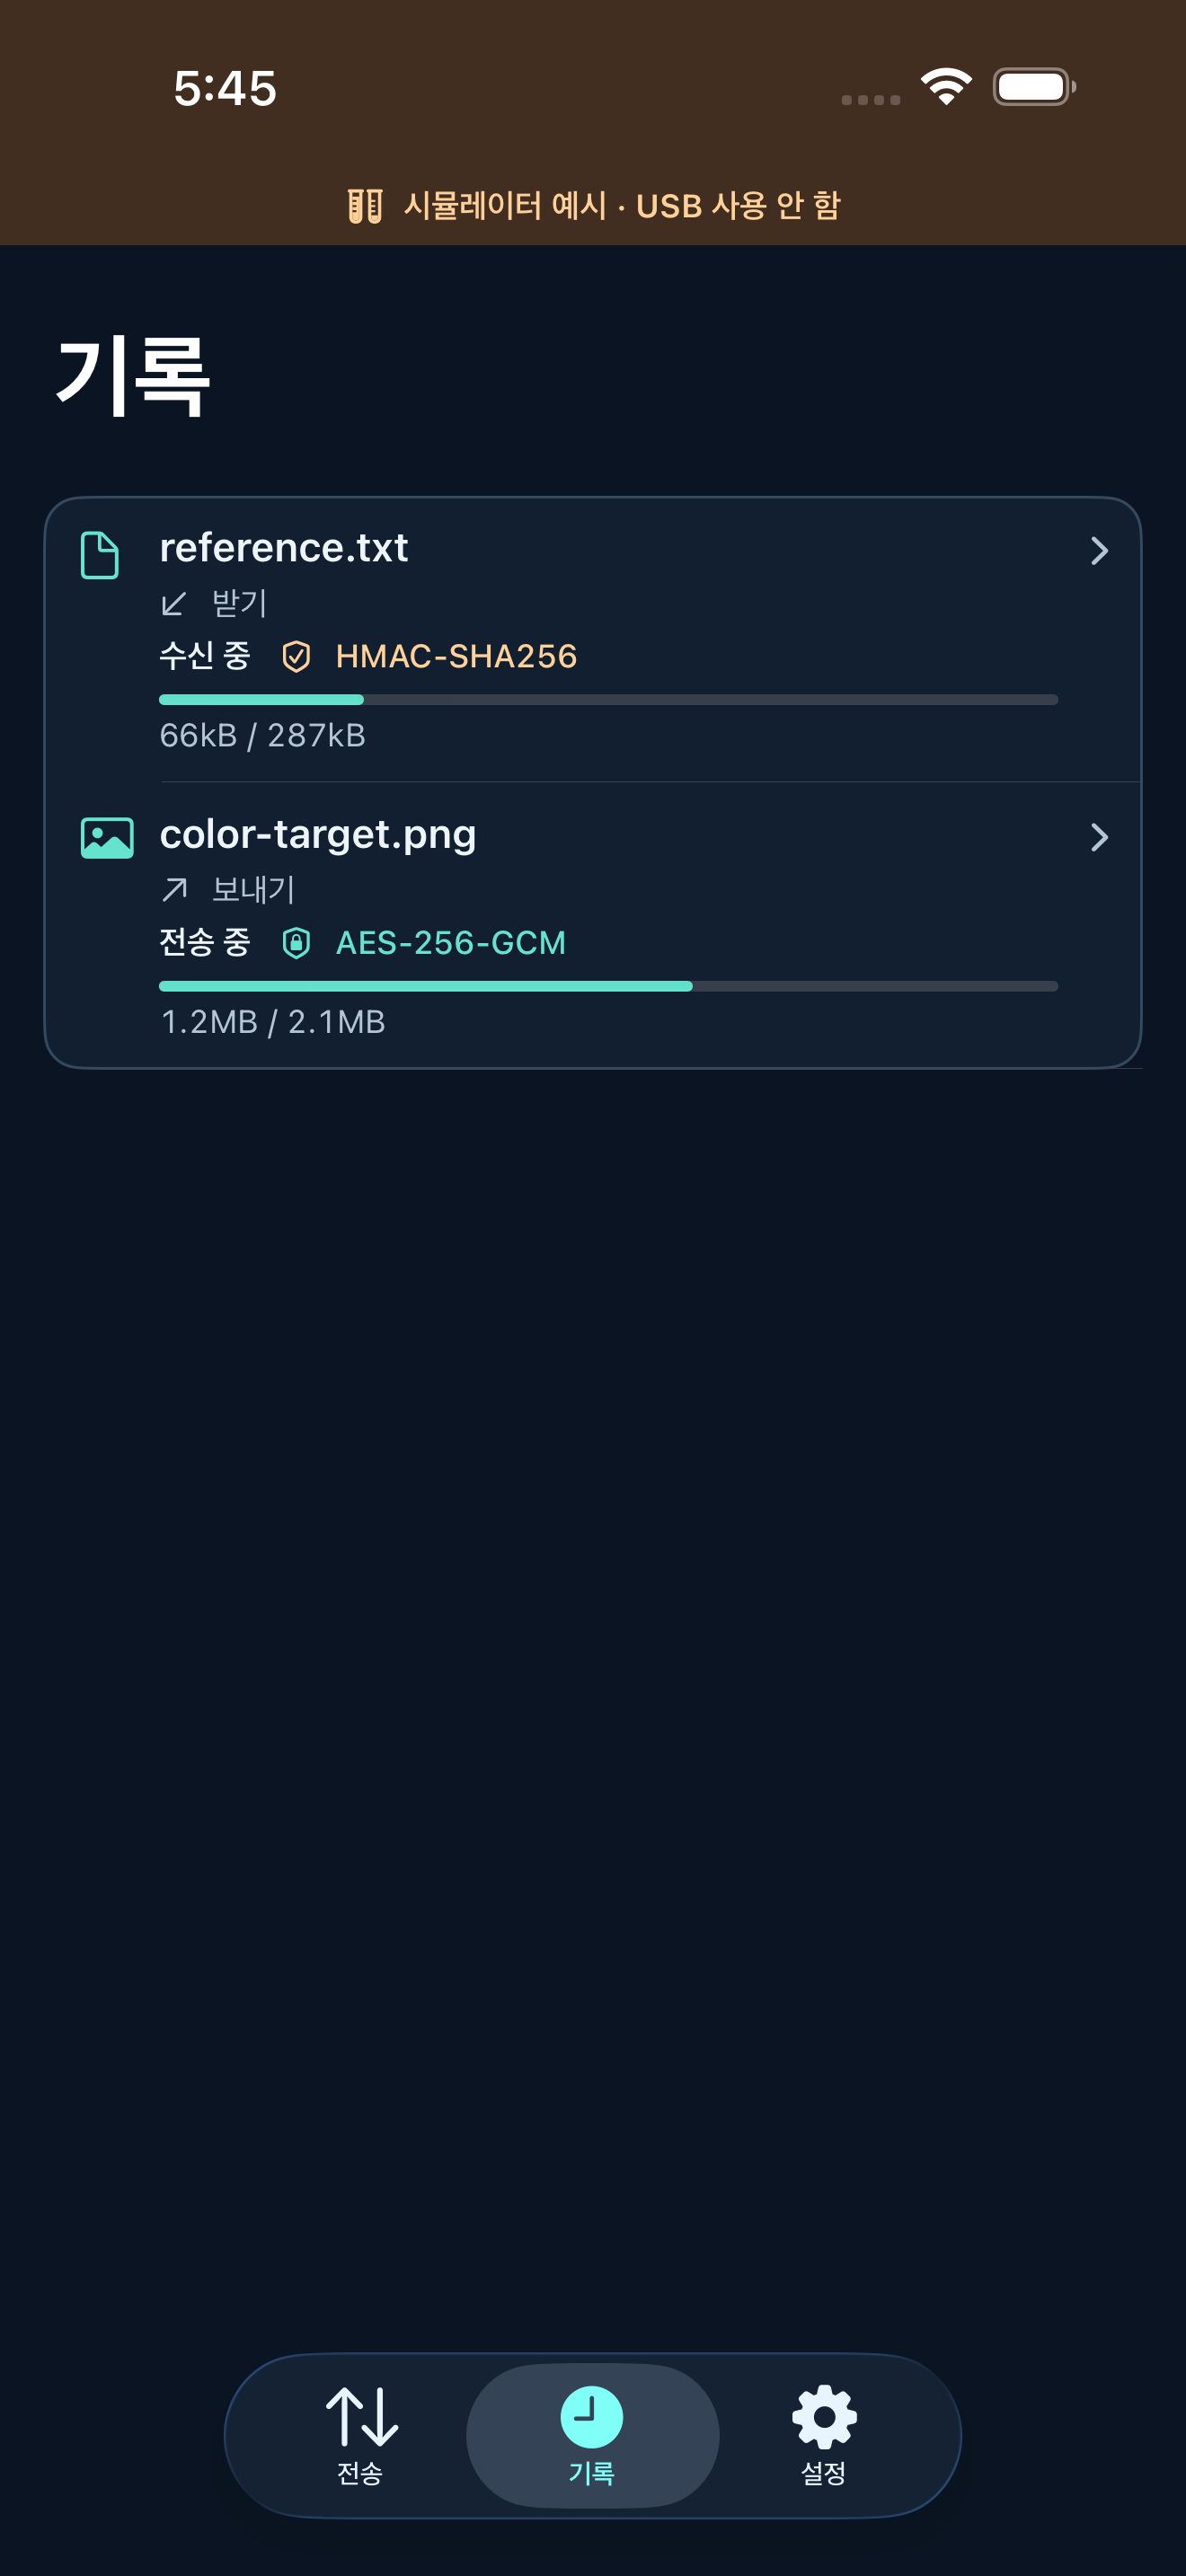 5:45
시뮬레이터 예시 · USB 사용 안 함
기록
reference.txt
받기
수신 중 HMAC-SHA256
66kB / 287kB
color-target.png
보내기
전송 중 AES-256-GCM
1.2MB / 2.1MB
전송 기록 설정